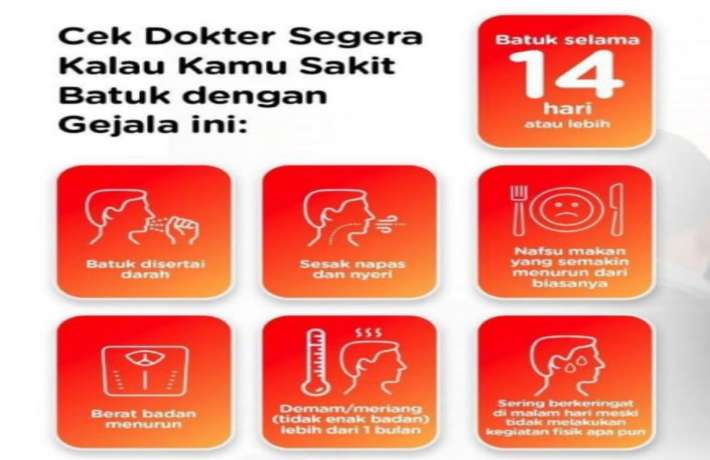 Cek Dokter Segera
Kalau Kamu Sakit
Batuk dengan
Gejala ini:
Batuk selama
14
hari
atau lebih
Batuk disertai
darah
Sesak napas
dan nyeri
Nafsu makan
yang semakin
menurun dari
biasanya
Berat badan
menurun
Demam/meriang
(tidak enak badan)
lebih dari 1 bulan
Sering berkeringat
di malam hari meski
tidak melakukan
kegiatan fisik apa pun